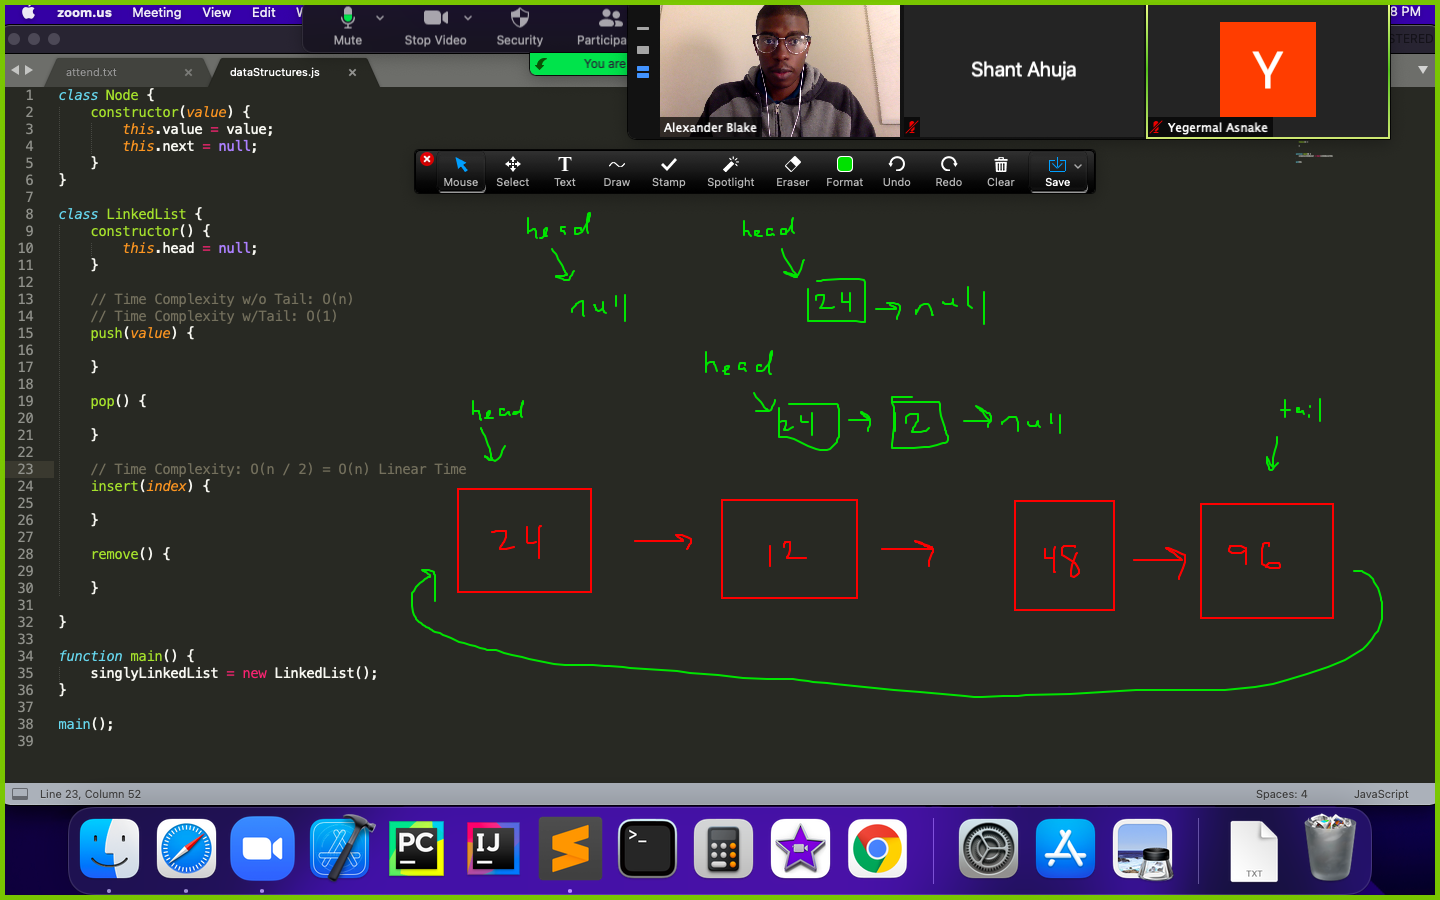 zoom.us Meeting View Edit W
8 PM
Mute Stop Video Security Participa
You are
STERED
attend.txt dataStructures.js
Alexander Blake
Shant Ahuja
Y
Yegermal Asnake
Mouse Select Text Draw Stamp Spotlight Eraser Format Undo Redo Clear Save
1 class Node {
2 constructor(value) {
3 this.value = value;
4 this.next = null;
5 }
6 }
7
8 class LinkedList {
9 constructor() {
10 this.head = null;
11 }
12
13 // Time Complexity w/o Tail: O(n)
14 // Time Complexity w/Tail: O(1)
15 push(value) {
16
17 }
18
19 pop() {
20
21 }
22
23 // Time Complexity: O(n / 2) = O(n) Linear Time
24 insert(index) {
25
26 }
27
28 remove() {
29
30 }
31
32 }
33
34 function main() {
35 singlyLinkedList = new LinkedList();
36 }
37
38 main();
39
head
null
head
24 null
head
24 2 null
head
tail
24 12 48 96
Line 23, Column 52
Spaces: 4 JavaScript
PC IJ >_
TXT